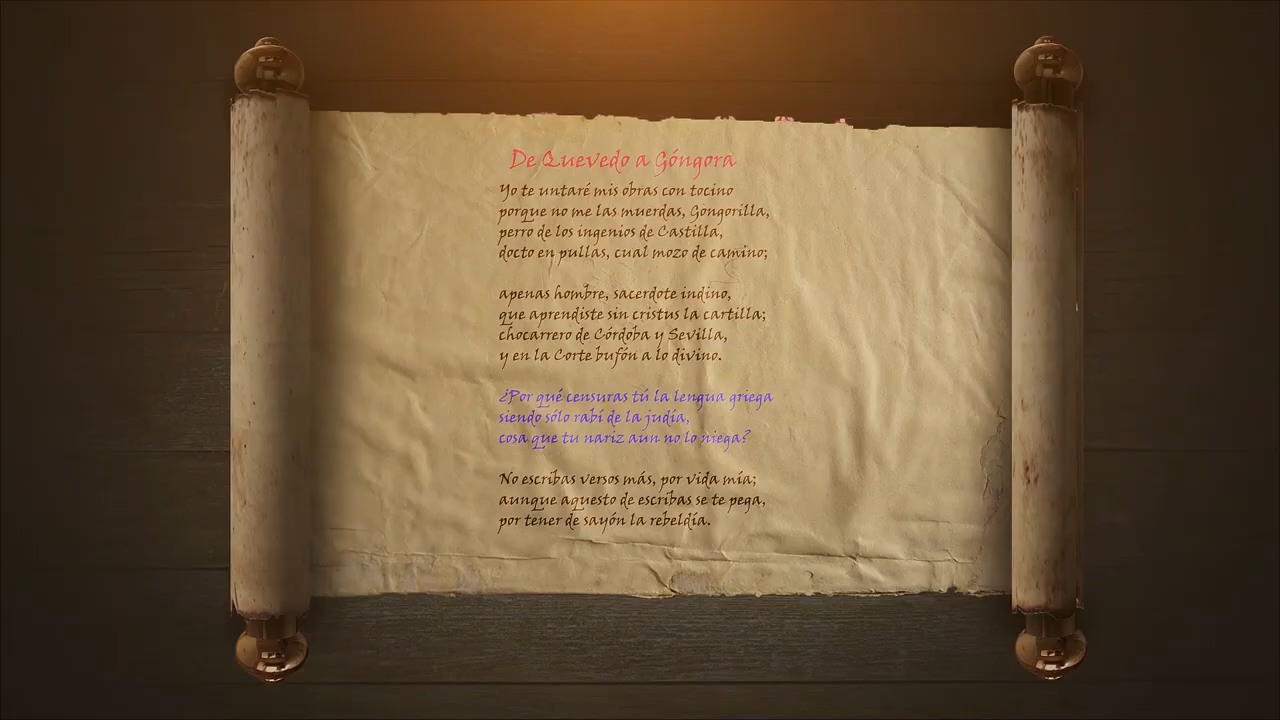 De Quevedo a Góngora
Yo te untaré mis obras con tocino
porque no me las muerdas, Gongorilla,
perro de los ingenios de Castilla,
docto en pullas, cual mozo de camino;
apenas hombre, sacerdote indino,
que aprendiste sin cristus la cartilla;
chocarrero de Córdoba y Sevilla,
y en la Corte bufón a lo divino.
¿Por qué censuras tú la lengua griega
siendo sólo rabí de la judía,
cosa que tu nariz aun no lo niega?
No escribas versos más, por vida mía;
aunque aquesto de escribas se te pega,
por tener de sayón la rebeldía.